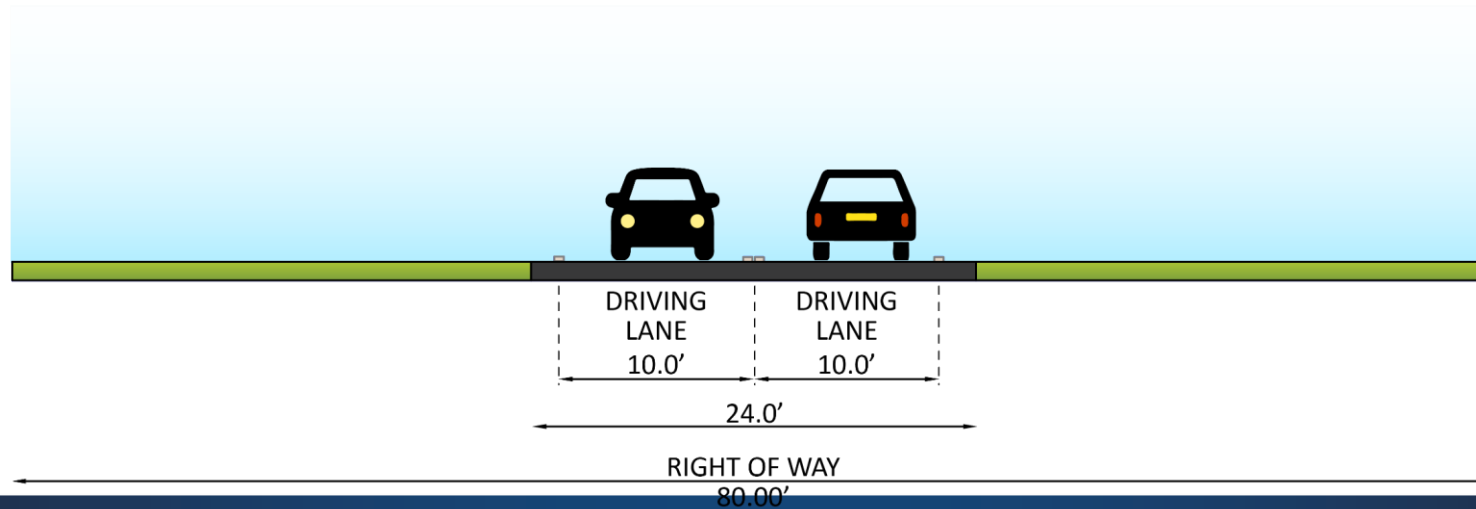 DRIVING
LANE
10.0’
DRIVING
LANE
10.0’
24.0’
RIGHT OF WAY
80.00’